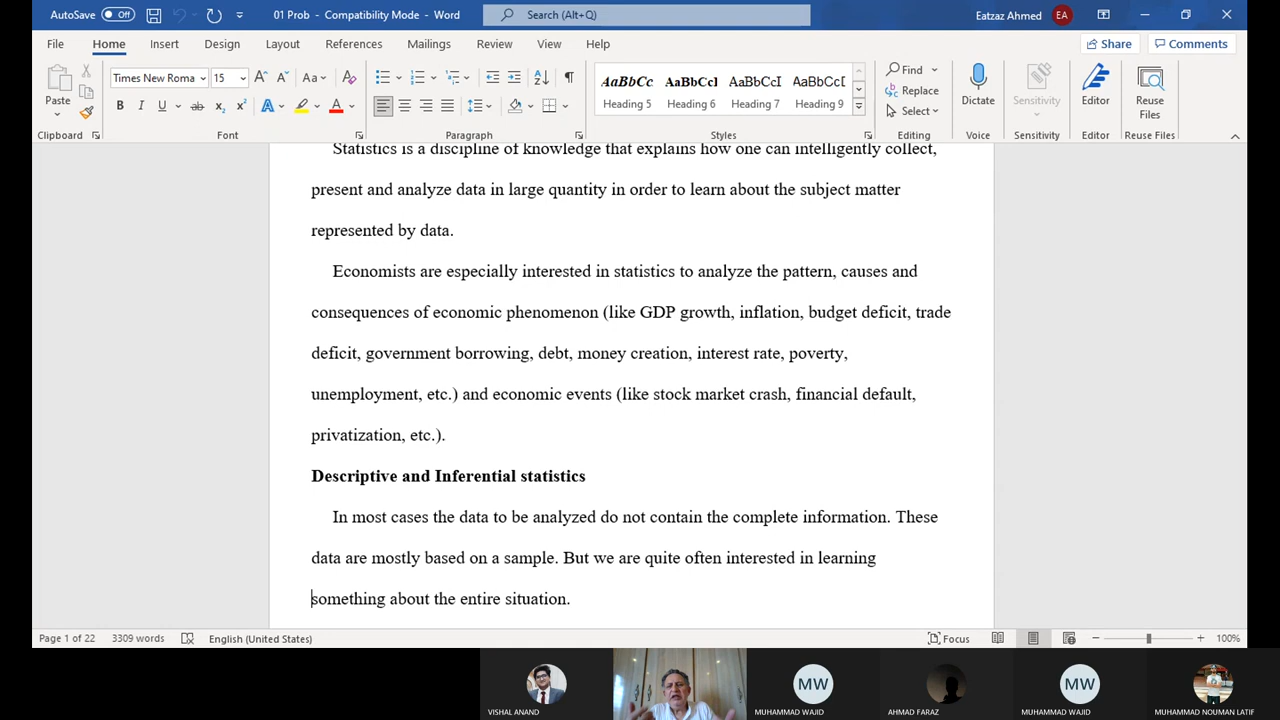 AutoSave Off 01 Prob - Compatibility Mode - Word Search (Alt+Q) Eatzaz Ahmed EA
File Home Insert Design Layout References Mailings Review View Help Share Comments
Paste
Clipboard
Times New Roma 15 Aa
B I U ab x₂ x² A A
Font
Paragraph
AaBbCc AaBbCcI AaBbCcI AaBbCcI
Heading 5 Heading 6 Heading 7 Heading 9
Styles
Find
Replace
Select
Editing
Dictate
Voice
Sensitivity
Sensitivity
Editor
Editor
Reuse
Files
Reuse Files
Statistics is a discipline of knowledge that explains how one can intelligently collect,
present and analyze data in large quantity in order to learn about the subject matter
represented by data.
Economists are especially interested in statistics to analyze the pattern, causes and
consequences of economic phenomenon (like GDP growth, inflation, budget deficit, trade
deficit, government borrowing, debt, money creation, interest rate, poverty,
unemployment, etc.) and economic events (like stock market crash, financial default,
privatization, etc.).
Descriptive and Inferential statistics
In most cases the data to be analyzed do not contain the complete information. These
data are mostly based on a sample. But we are quite often interested in learning
something about the entire situation.
Page 1 of 22 3309 words English (United States) Focus 100%
MW MW
VISHAL ANAND MUHAMMAD WAJID AHMAD FARAZ MUHAMMAD WAJID MUHAMMAD NOUMAN LATIF